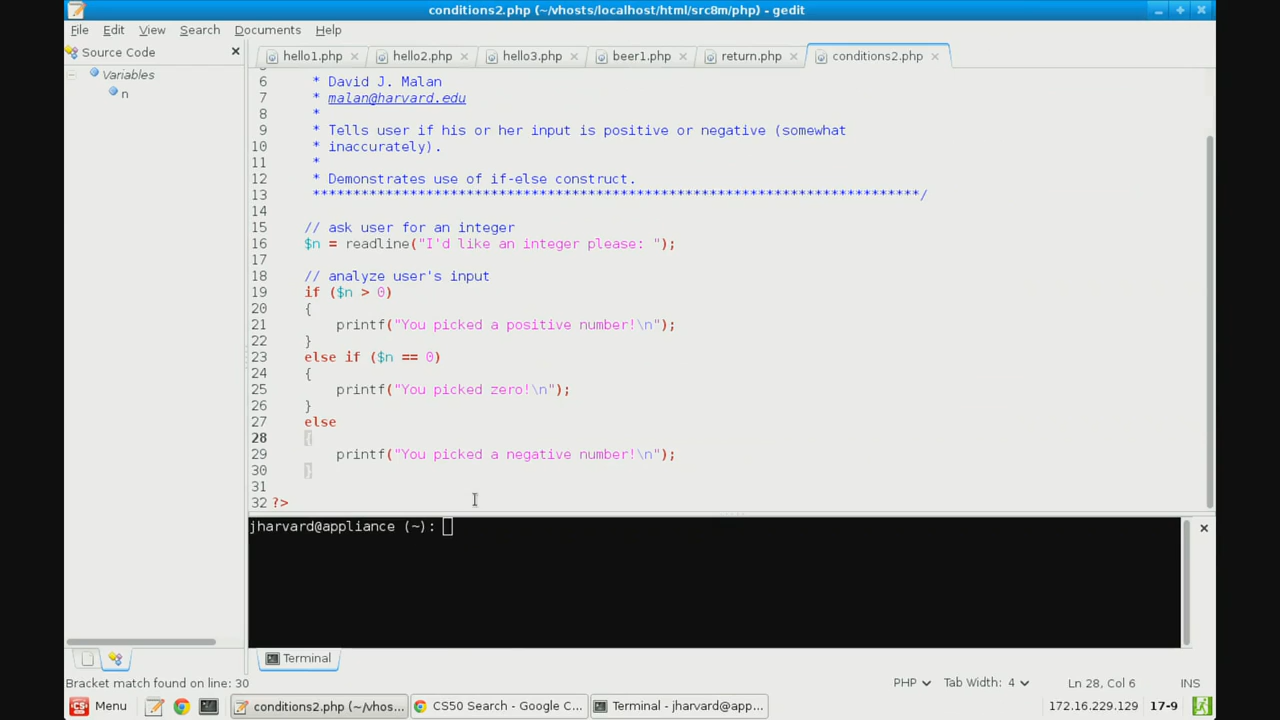 conditions2.php (~/vhosts/localhost/html/src8m/php) - gedit
File Edit View Search Documents Help
Source Code
hello1.php hello2.php hello3.php beer1.php return.php conditions2.php
Variables
n
6 * David J. Malan
7 * malan@harvard.edu
8 *
9 * Tells user if his or her input is positive or negative (somewhat
10 * inaccurately).
11 *
12 * Demonstrates use of if-else construct.
13 ***************************************************************************/
14
15 // ask user for an integer
16 $n = readline("I'd like an integer please: ");
17
18 // analyze user's input
19 if ($n > 0)
20 {
21 printf("You picked a positive number!\n");
22 }
23 else if ($n == 0)
24 {
25 printf("You picked zero!\n");
26 }
27 else
28 {
29 printf("You picked a negative number!\n");
30 }
31
32 ?>
jharvard@appliance (~):
Terminal
Bracket match found on line: 30 PHP Tab Width: 4 Ln 28, Col 6 INS
Menu conditions2.php (~/vhos... CS50 Search - Google C... Terminal - jharvard@app... 172.16.229.129 17-9